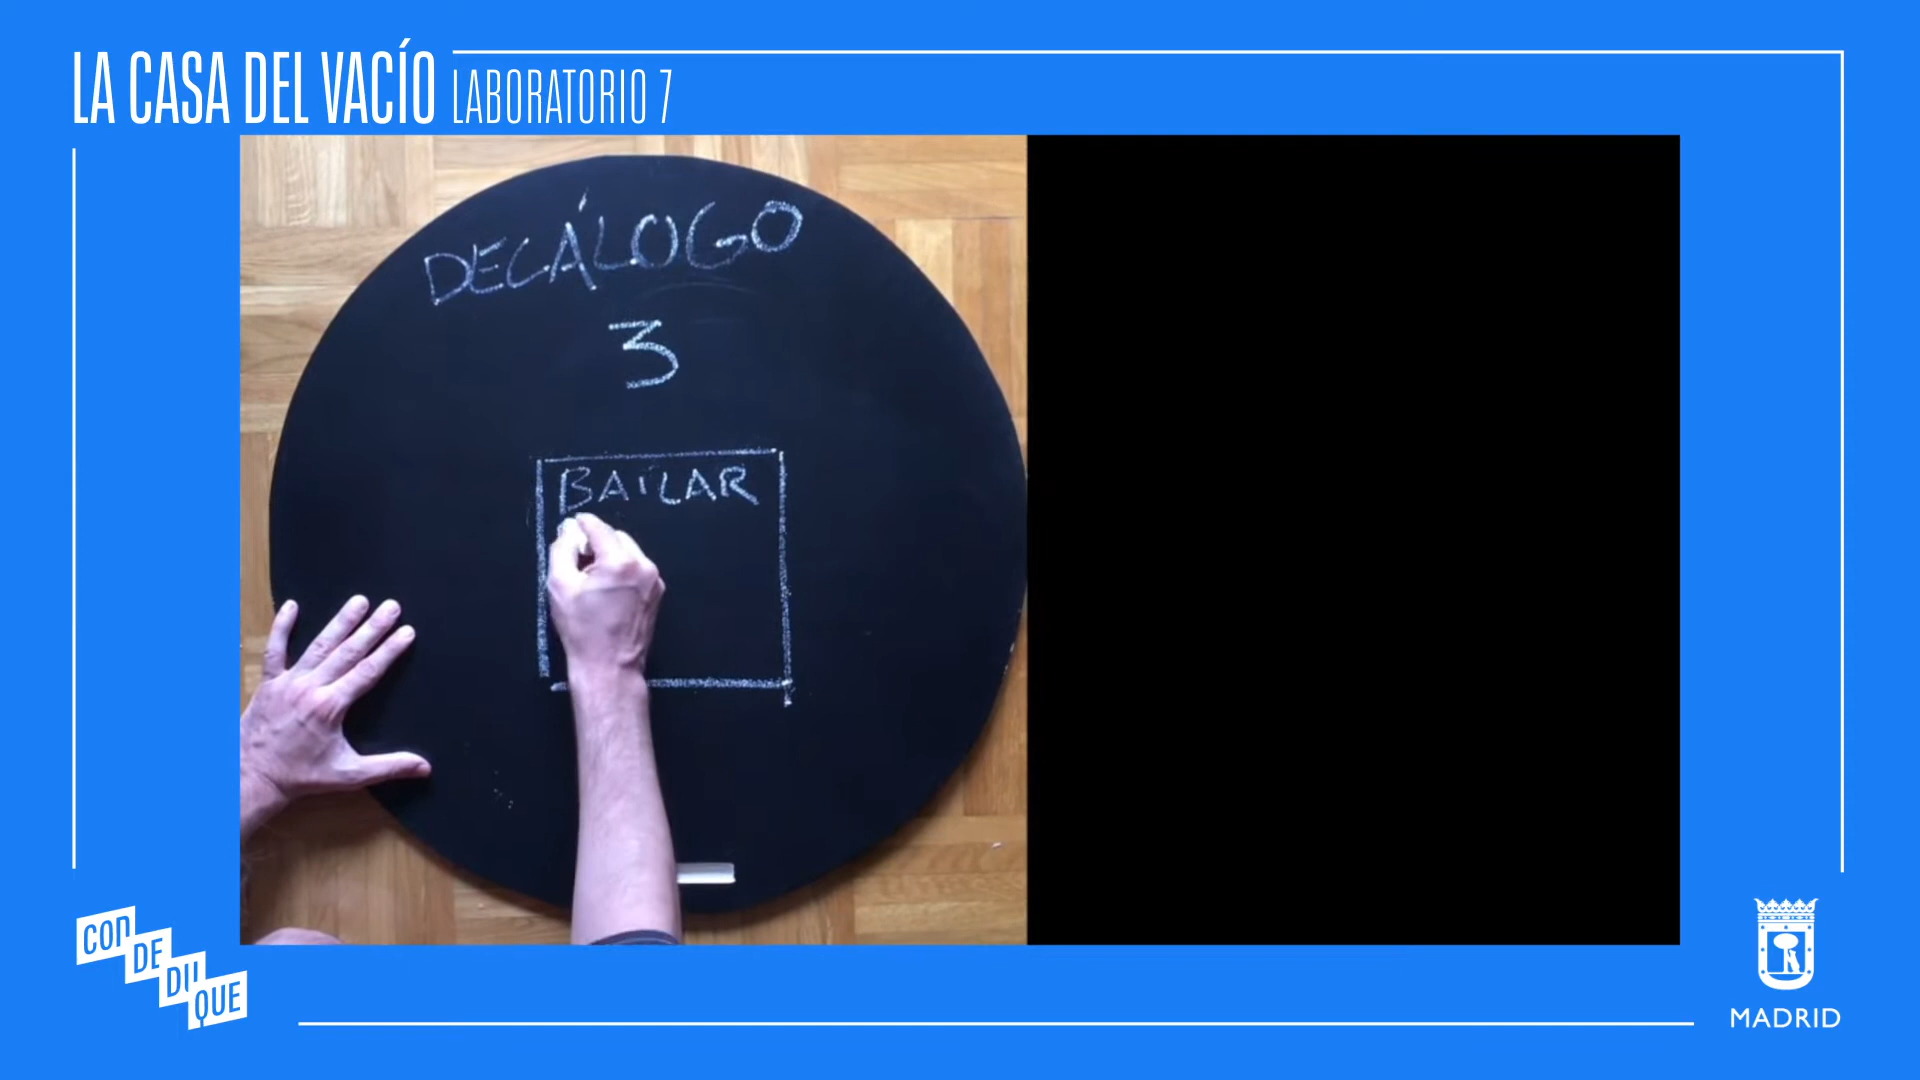 LA CASA DEL VACÍO LABORATORIO 7
DECÁLOGO
3
BAILAR
CON
DE
DU
QUE
MADRID